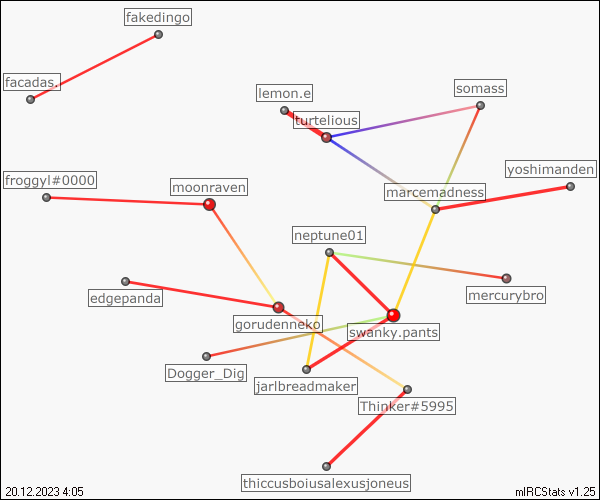 fakedingo
facadas.
lemon.e
somass
turtelious
yoshimanden
froggyl#0000
moonraven
marcemadness
neptune01
edgepanda
mercurybro
gorudenneko
swanky.pants
Dogger_Dig
jarlbreadmaker
Thinker#5995
thiccusboiusalexusjoneus
20.12.2023 4:05
mIRCStats v1.25